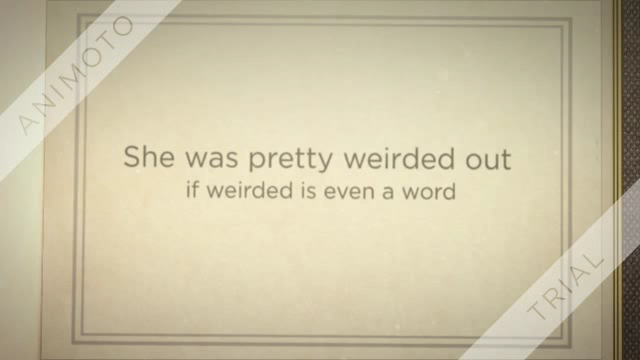 ANIMOTO
She was pretty weirded out
if weirded is even a word
TRIAL